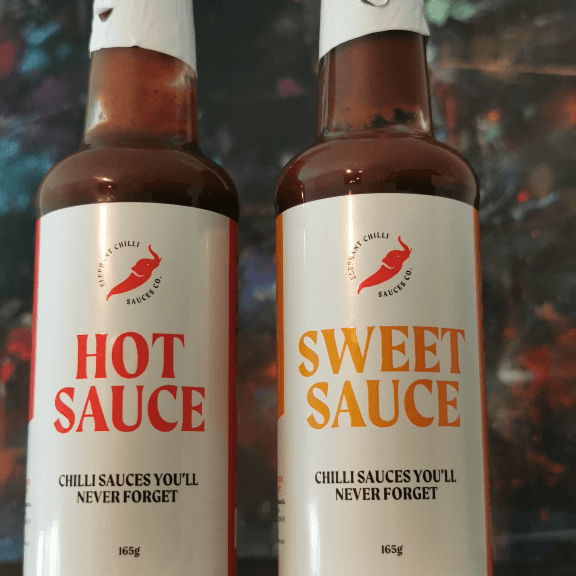 ELEPHANT CHILLI
SAUCES CO.
HOT
SAUCE
CHILLI SAUCES YOU'LL
NEVER FORGET
165g
ELEPHANT CHILLI
SAUCES CO.
SWEET
SAUCE
CHILLI SAUCES YOU'LL
NEVER FORGET
165g